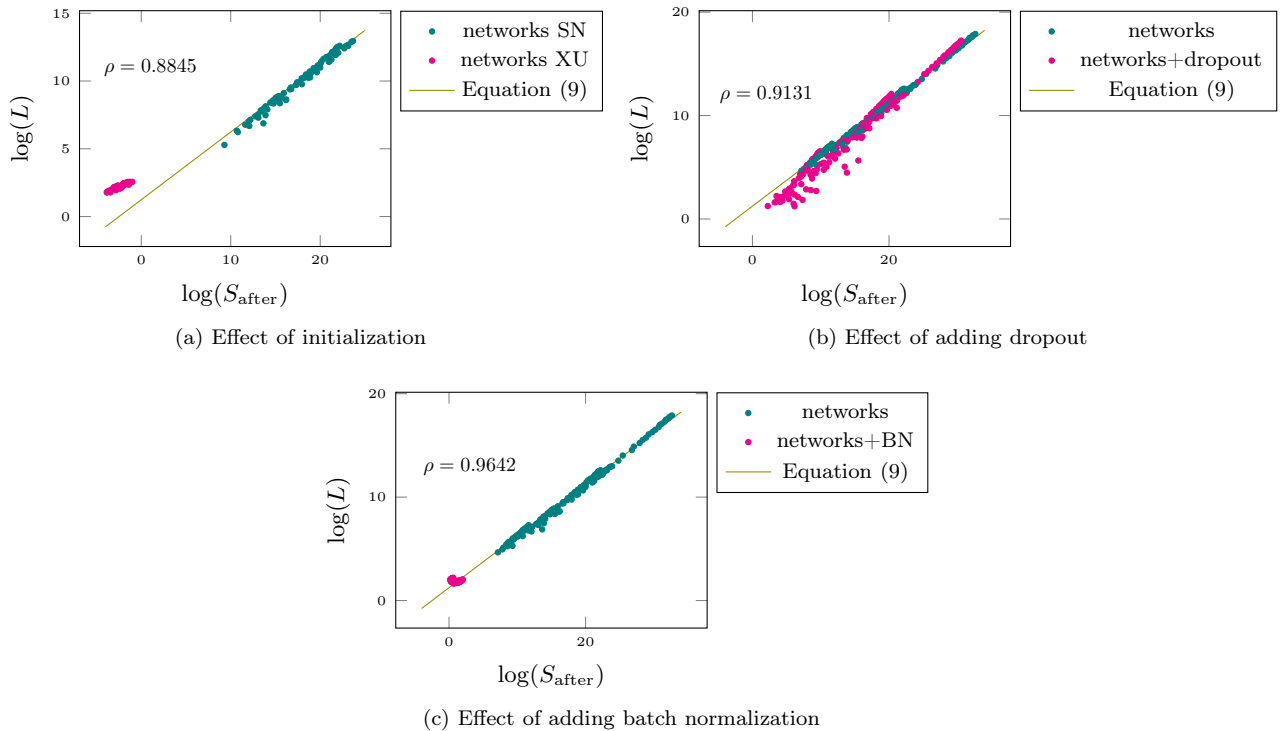 15
10
5
0
log(L)
ρ = 0.8845
0 10 20
log(S_after)
networks SN
networks XU
Equation (9)
(a) Effect of initialization
20
10
0
log(L)
ρ = 0.9131
0 20
log(S_after)
networks
networks+dropout
Equation (9)
(b) Effect of adding dropout
20
10
0
log(L)
ρ = 0.9642
0 20
log(S_after)
networks
networks+BN
Equation (9)
(c) Effect of adding batch normalization